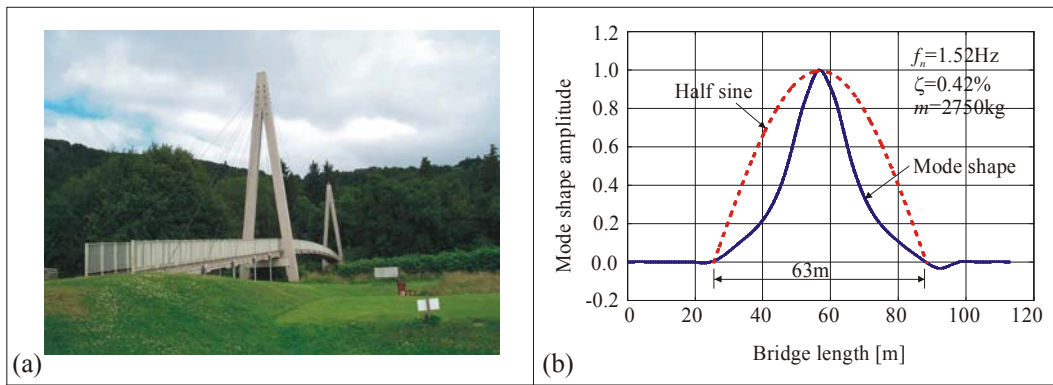 (a)
1.2
1.0
0.8
0.6
0.4
0.2
0.0
-0.2
Mode shape amplitude
Half sine
fn=1.52Hz
ζ=0.42%
m=2750kg
Mode shape
63m
0 20 40 60 80 100 120
Bridge length [m]
(b)